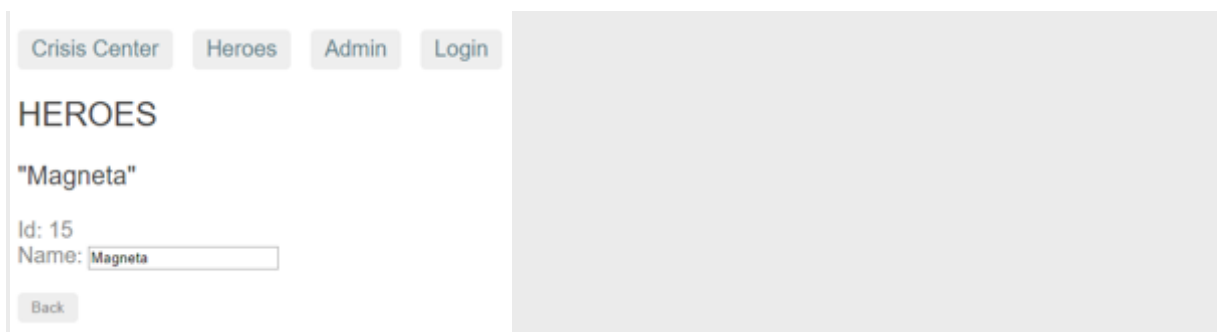 Crisis Center Heroes Admin Login
HEROES
"Magneta"
Id: 15
Name: Magneta
Back